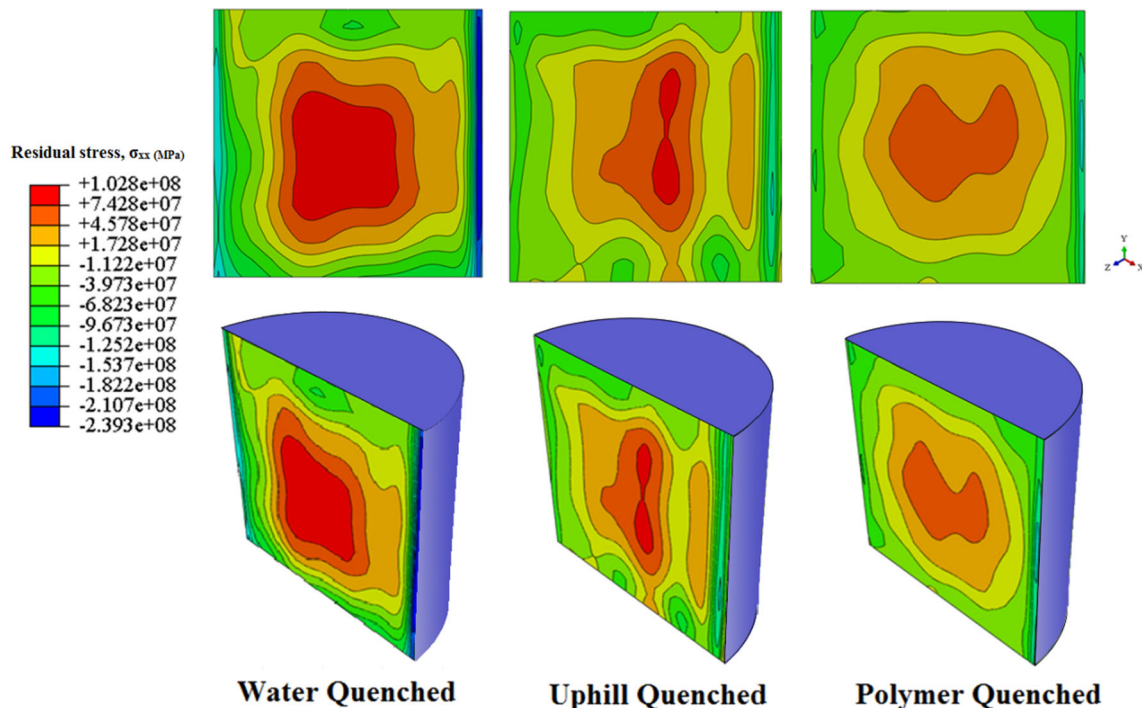 Residual stress, σxx (MPa)
+1.028e+08
+7.428e+07
+4.578e+07
+1.728e+07
-1.122e+07
-3.973e+07
-6.823e+07
-9.673e+07
-1.252e+08
-1.537e+08
-1.822e+08
-2.107e+08
-2.393e+08
Y
Z X
Water Quenched Uphill Quenched Polymer Quenched